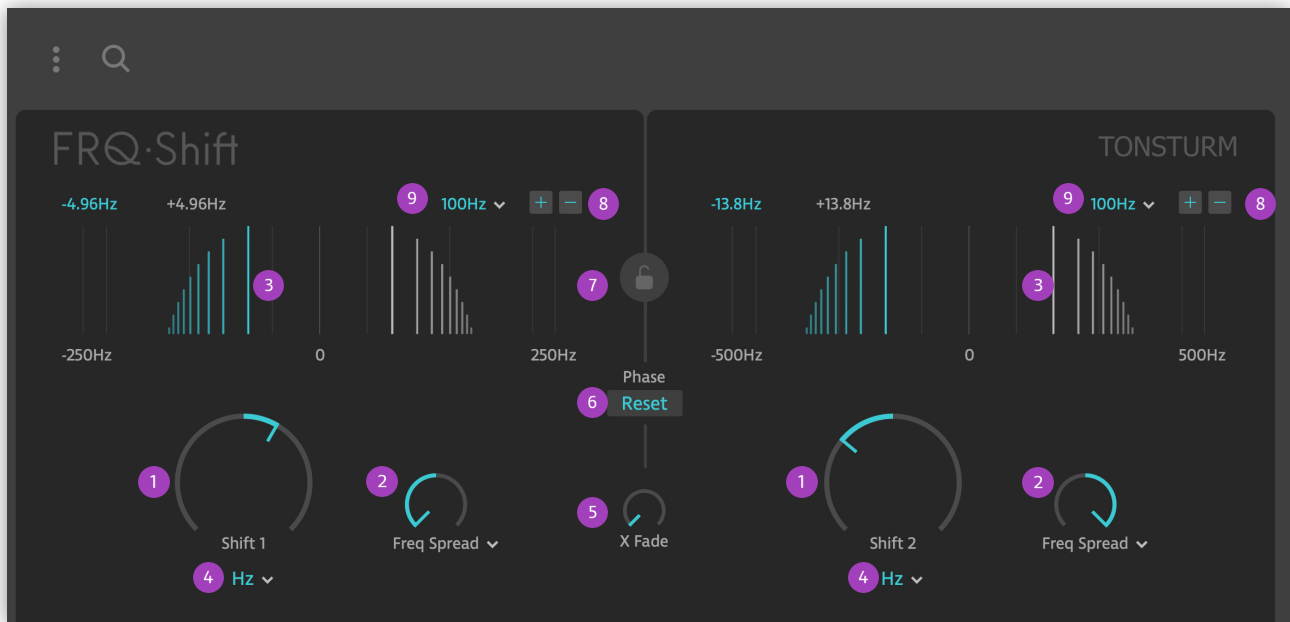 FRQ·Shift
TONSTURM
-4.96Hz +4.96Hz 9 100Hz + − 8
-13.8Hz +13.8Hz 9 100Hz + − 8
3 7 3
-250Hz 0 250Hz
-500Hz 0 500Hz
Phase
6 Reset
1 2 5 1 2
Shift 1 Freq Spread X Fade Shift 2 Freq Spread
4 Hz 4 Hz